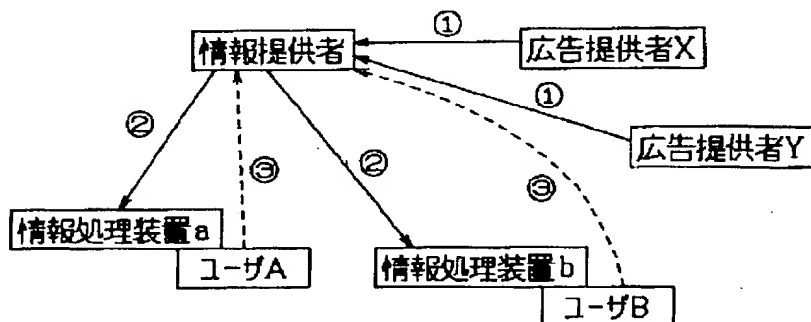 ①
情報提供者
広告提供者X
①
②
広告提供者Y
②
③
③
情報処理装置a
ユーザA
情報処理装置b
ユーザB